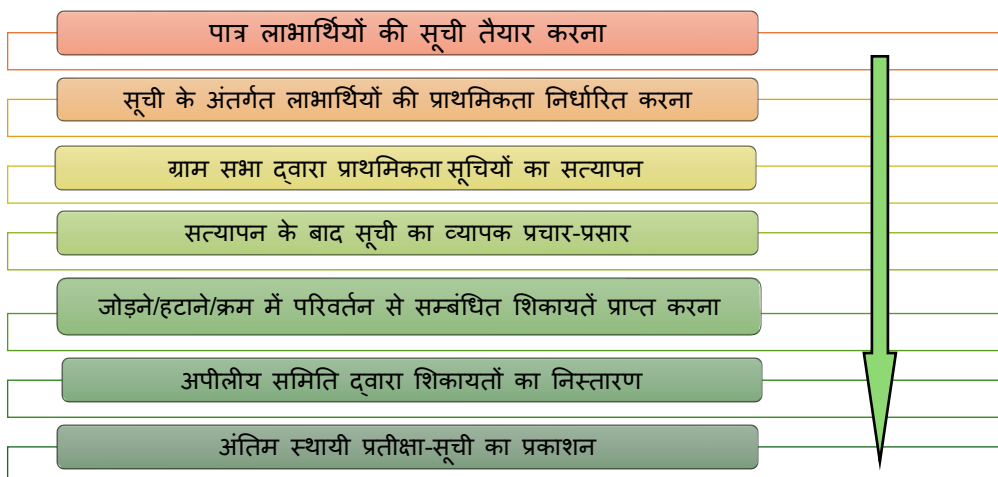 पात्र लाभार्थियों की सूची तैयार करना
सूची के अंतर्गत लाभार्थियों की प्राथमिकता निर्धारित करना
ग्राम सभा द्वारा प्राथमिकता सूचियों का सत्यापन
सत्यापन के बाद सूची का व्यापक प्रचार-प्रसार
जोड़ने/हटाने/क्रम में परिवर्तन से सम्बंधित शिकायतें प्राप्त करना
अपीलीय समिति द्वारा शिकायतों का निस्तारण
अंतिम स्थायी प्रतीक्षा-सूची का प्रकाशन